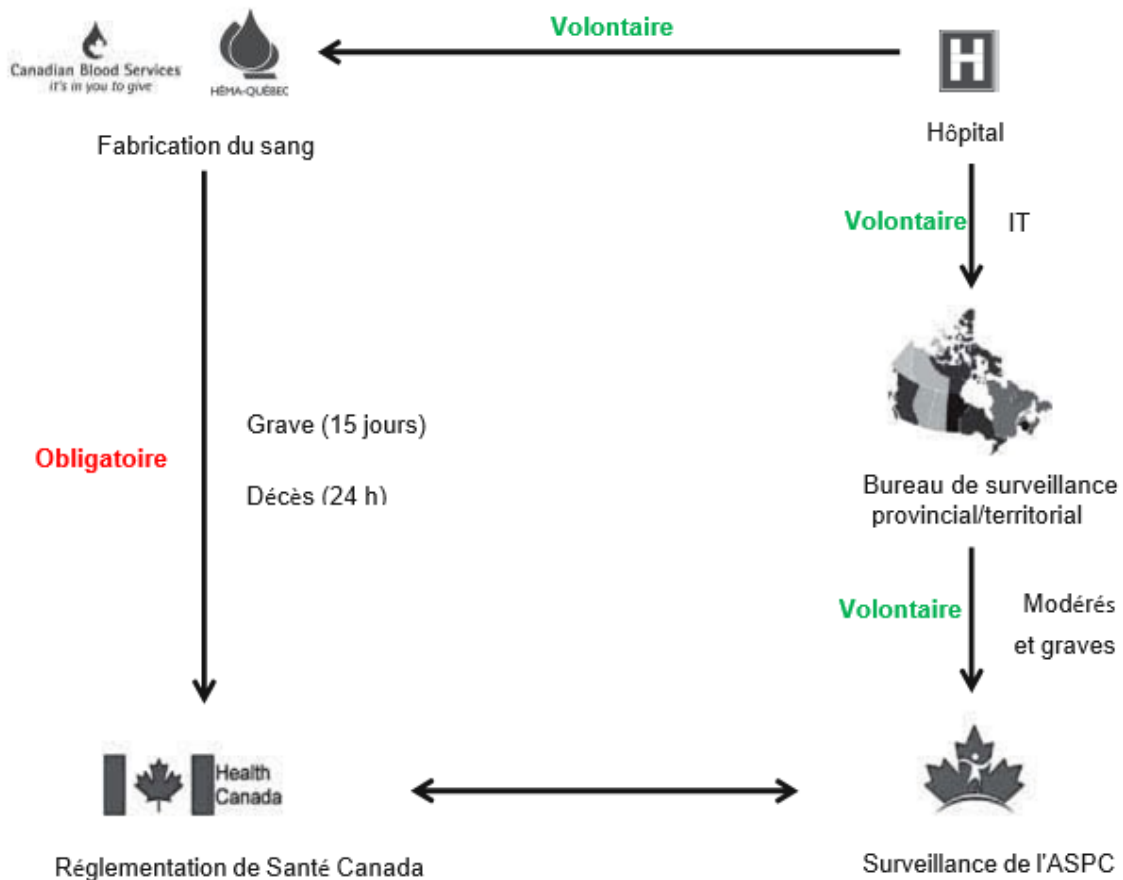 Volontaire
Canadian Blood Services
it's in you to give
HÉMA-QUÉBEC
H
Fabrication du sang
Hôpital
Volontaire
IT
Grave (15 jours)
Obligatoire
Décès (24 h)
Bureau de surveillance
provincial/territorial
Volontaire
Modérés
et graves
Health
Canada
Réglementation de Santé Canada
Surveillance de l'ASPC